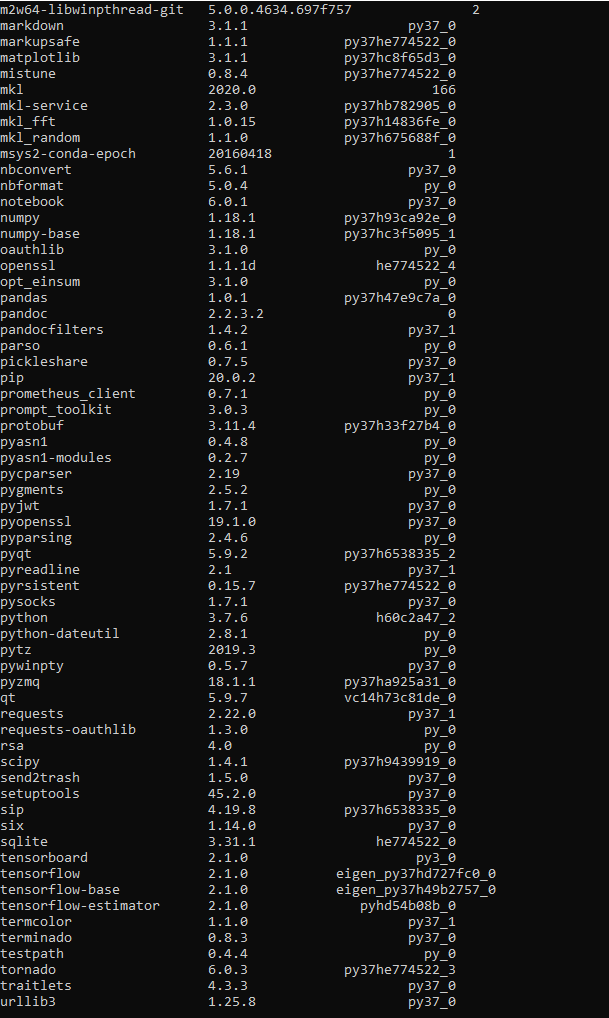 m2w64-libwinpthread-git 5.0.0.4634.697f757 2
markdown 3.1.1 py37_0
markupsafe 1.1.1 py37he774522_0
matplotlib 3.1.1 py37hc8f65d3_0
mistune 0.8.4 py37he774522_0
mkl 2020.0 166
mkl-service 2.3.0 py37hb782905_0
mkl_fft 1.0.15 py37h14836fe_0
mkl_random 1.1.0 py37h675688f_0
msys2-conda-epoch 20160418 1
nbconvert 5.6.1 py37_0
nbformat 5.0.4 py_0
notebook 6.0.1 py37_0
numpy 1.18.1 py37h93ca92e_0
numpy-base 1.18.1 py37hc3f5095_1
oauthlib 3.1.0 py_0
openssl 1.1.1d he774522_4
opt_einsum 3.1.0 py_0
pandas 1.0.1 py37h47e9c7a_0
pandoc 2.2.3.2 0
pandocfilters 1.4.2 py37_1
parso 0.6.1 py_0
pickleshare 0.7.5 py37_0
pip 20.0.2 py37_1
prometheus_client 0.7.1 py_0
prompt_toolkit 3.0.3 py_0
protobuf 3.11.4 py37h33f27b4_0
pyasn1 0.4.8 py_0
pyasn1-modules 0.2.7 py_0
pycparser 2.19 py37_0
pygments 2.5.2 py_0
pyjwt 1.7.1 py37_0
pyopenssl 19.1.0 py37_0
pyparsing 2.4.6 py_0
pyqt 5.9.2 py37h6538335_2
pyreadline 2.1 py37_1
pyrsistent 0.15.7 py37he774522_0
pysocks 1.7.1 py37_0
python 3.7.6 h60c2a47_2
python-dateutil 2.8.1 py_0
pytz 2019.3 py_0
pywinpty 0.5.7 py37_0
pyzmq 18.1.1 py37ha925a31_0
qt 5.9.7 vc14h73c81de_0
requests 2.22.0 py37_1
requests-oauthlib 1.3.0 py_0
rsa 4.0 py_0
scipy 1.4.1 py37h9439919_0
send2trash 1.5.0 py37_0
setuptools 45.2.0 py37_0
sip 4.19.8 py37h6538335_0
six 1.14.0 py37_0
sqlite 3.31.1 he774522_0
tensorboard 2.1.0 py3_0
tensorflow 2.1.0 eigen_py37hd727fc0_0
tensorflow-base 2.1.0 eigen_py37h49b2757_0
tensorflow-estimator 2.1.0 pyhd54b08b_0
termcolor 1.1.0 py37_1
terminado 0.8.3 py37_0
testpath 0.4.4 py_0
tornado 6.0.3 py37he774522_3
traitlets 4.3.3 py37_0
urllib3 1.25.8 py37_0